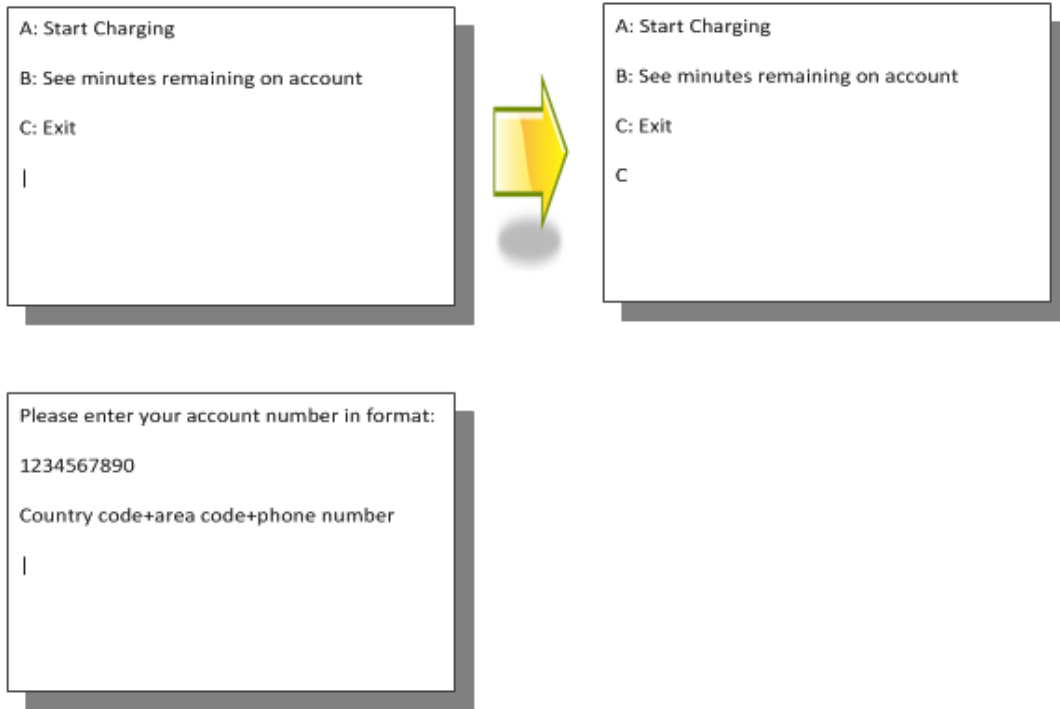 A: Start Charging
B: See minutes remaining on account
C: Exit
|
A: Start Charging
B: See minutes remaining on account
C: Exit
C
Please enter your account number in format:
1234567890
Country code+area code+phone number
|